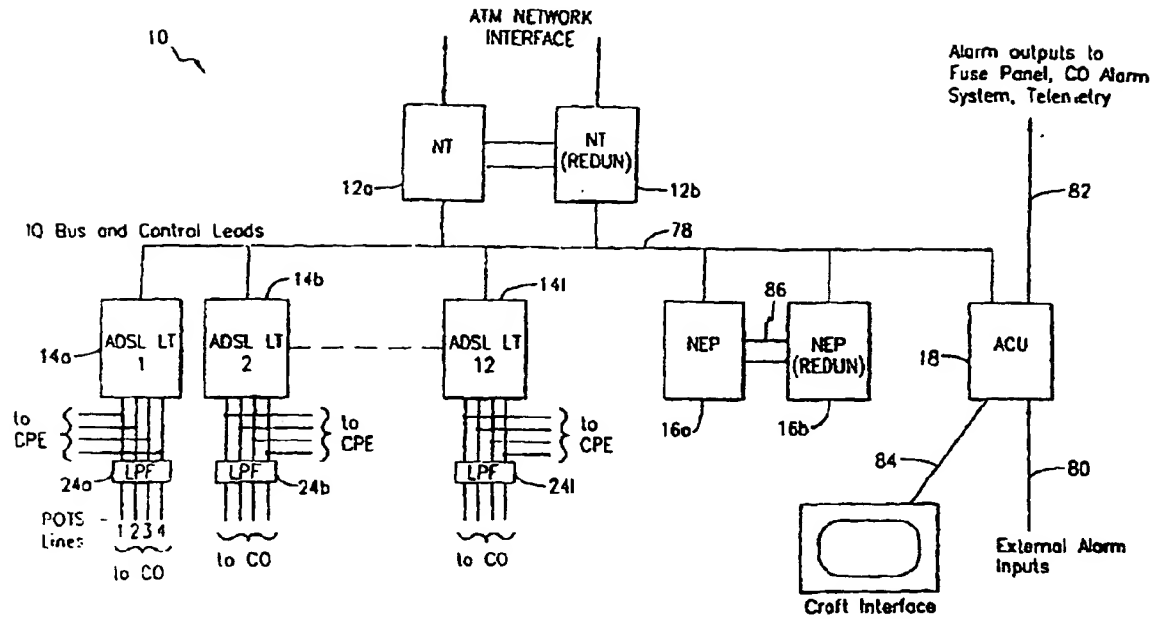 ATM NETWORK
INTERFACE
10
Alarm outputs to
Fuse Panel, CO Alarm
System, Telemetry
NT
NT
(REDUN)
12a
12b
82
IQ Bus and Control Leads
78
14b
14l
86
ADSL LT
1
ADSL LT
2
ADSL LT
12
NEP
NEP
(REDUN)
ACU
14a
18
16a
16b
to
CPE
to
CPE
to
CPE
84
80
LPF
LPF
LPF
24a
24b
24l
POTS
Lines
1 2 3 4
to CO
to CO
to CO
External Alarm
Inputs
Craft Interface